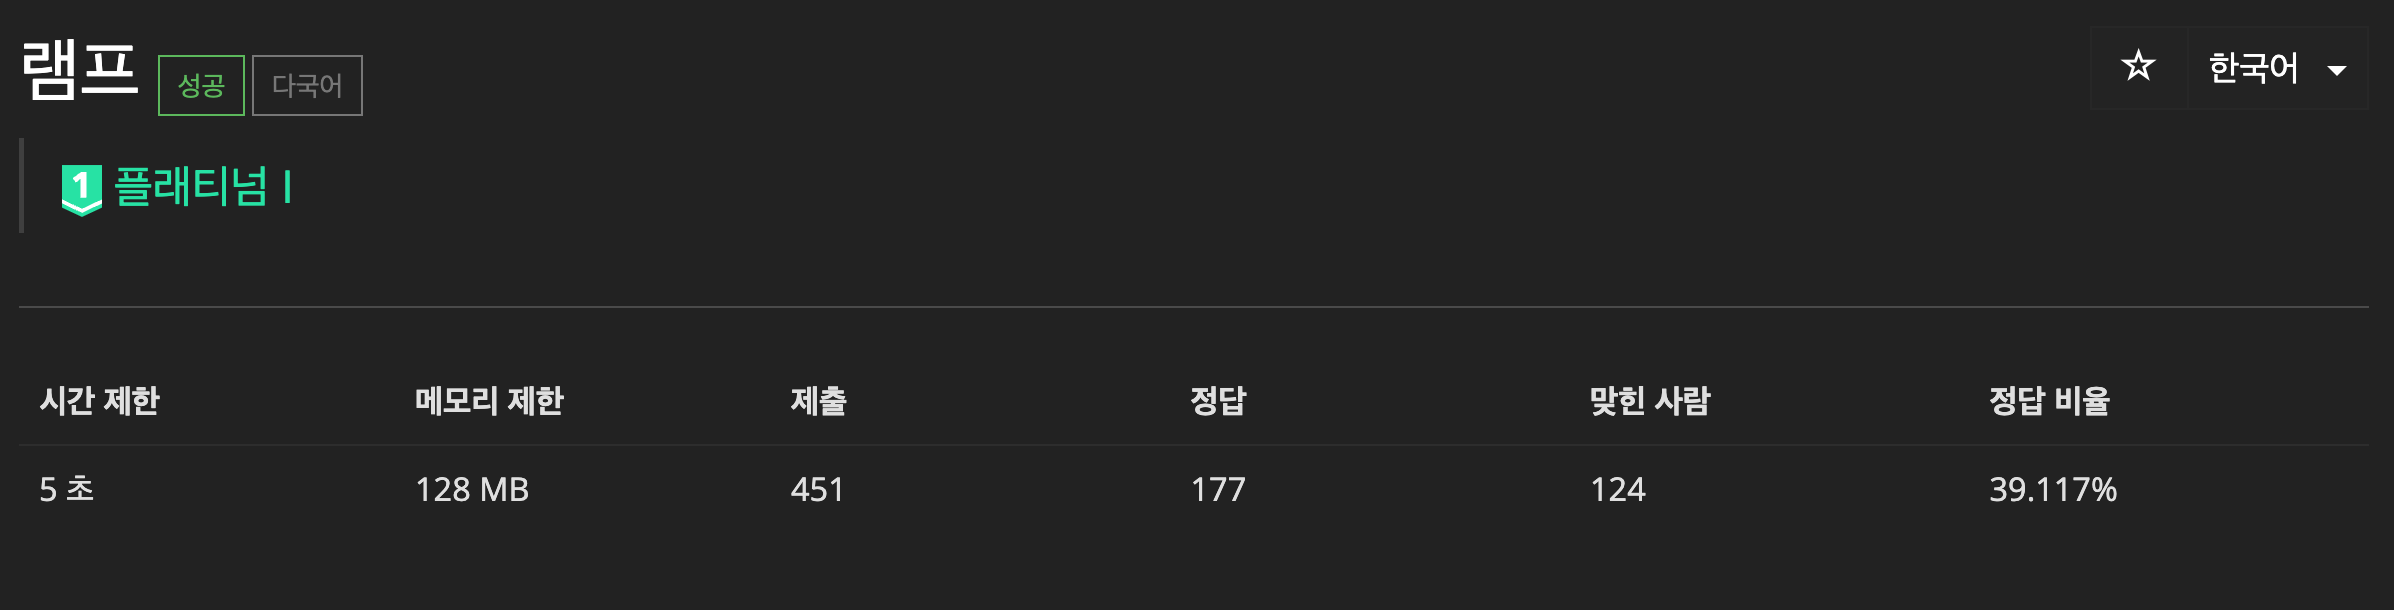 램프 성공 다국어 ☆ 한국어
1 플래티넘 I
시간 제한 메모리 제한 제출 정답 맞힌 사람 정답 비율
5 초 128 MB 451 177 124 39.117%